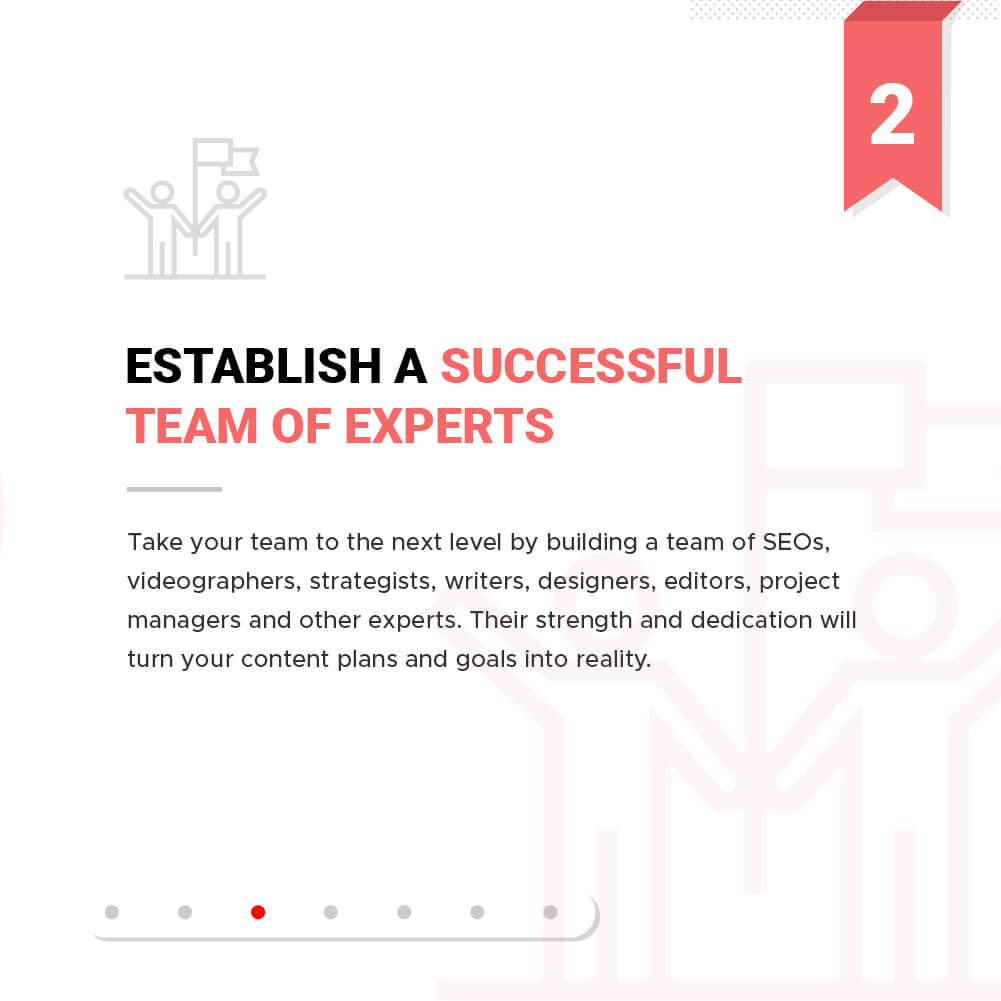 2
ESTABLISH A SUCCESSFUL
TEAM OF EXPERTS
Take your team to the next level by building a team of SEOs,
videographers, strategists, writers, designers, editors, project
managers and other experts. Their strength and dedication will
turn your content plans and goals into reality.